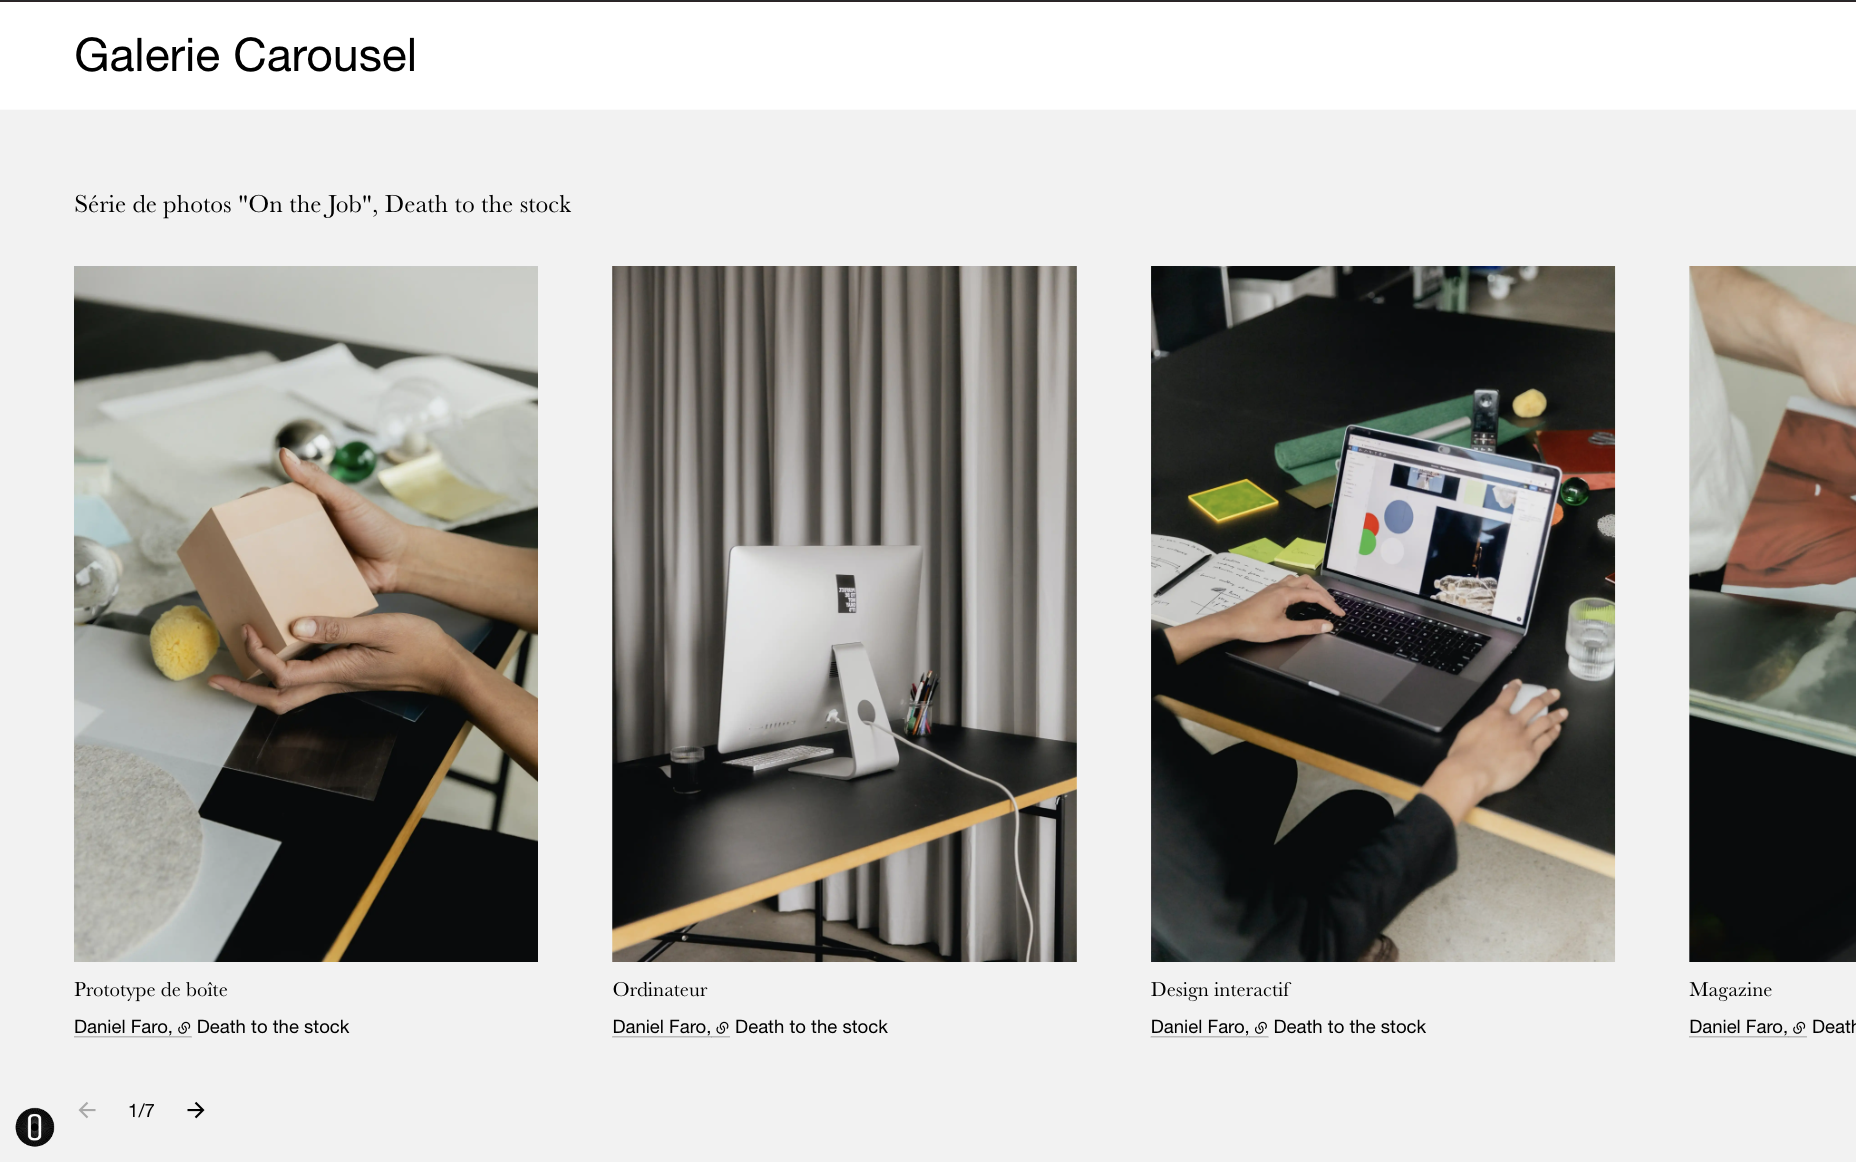 Galerie Carousel
Série de photos "On the Job", Death to the stock
Prototype de boîte
Daniel Faro, Death to the stock
Ordinateur
Daniel Faro, Death to the stock
Design interactif
Daniel Faro, Death to the stock
Magazine
Daniel Faro, Death
1/7